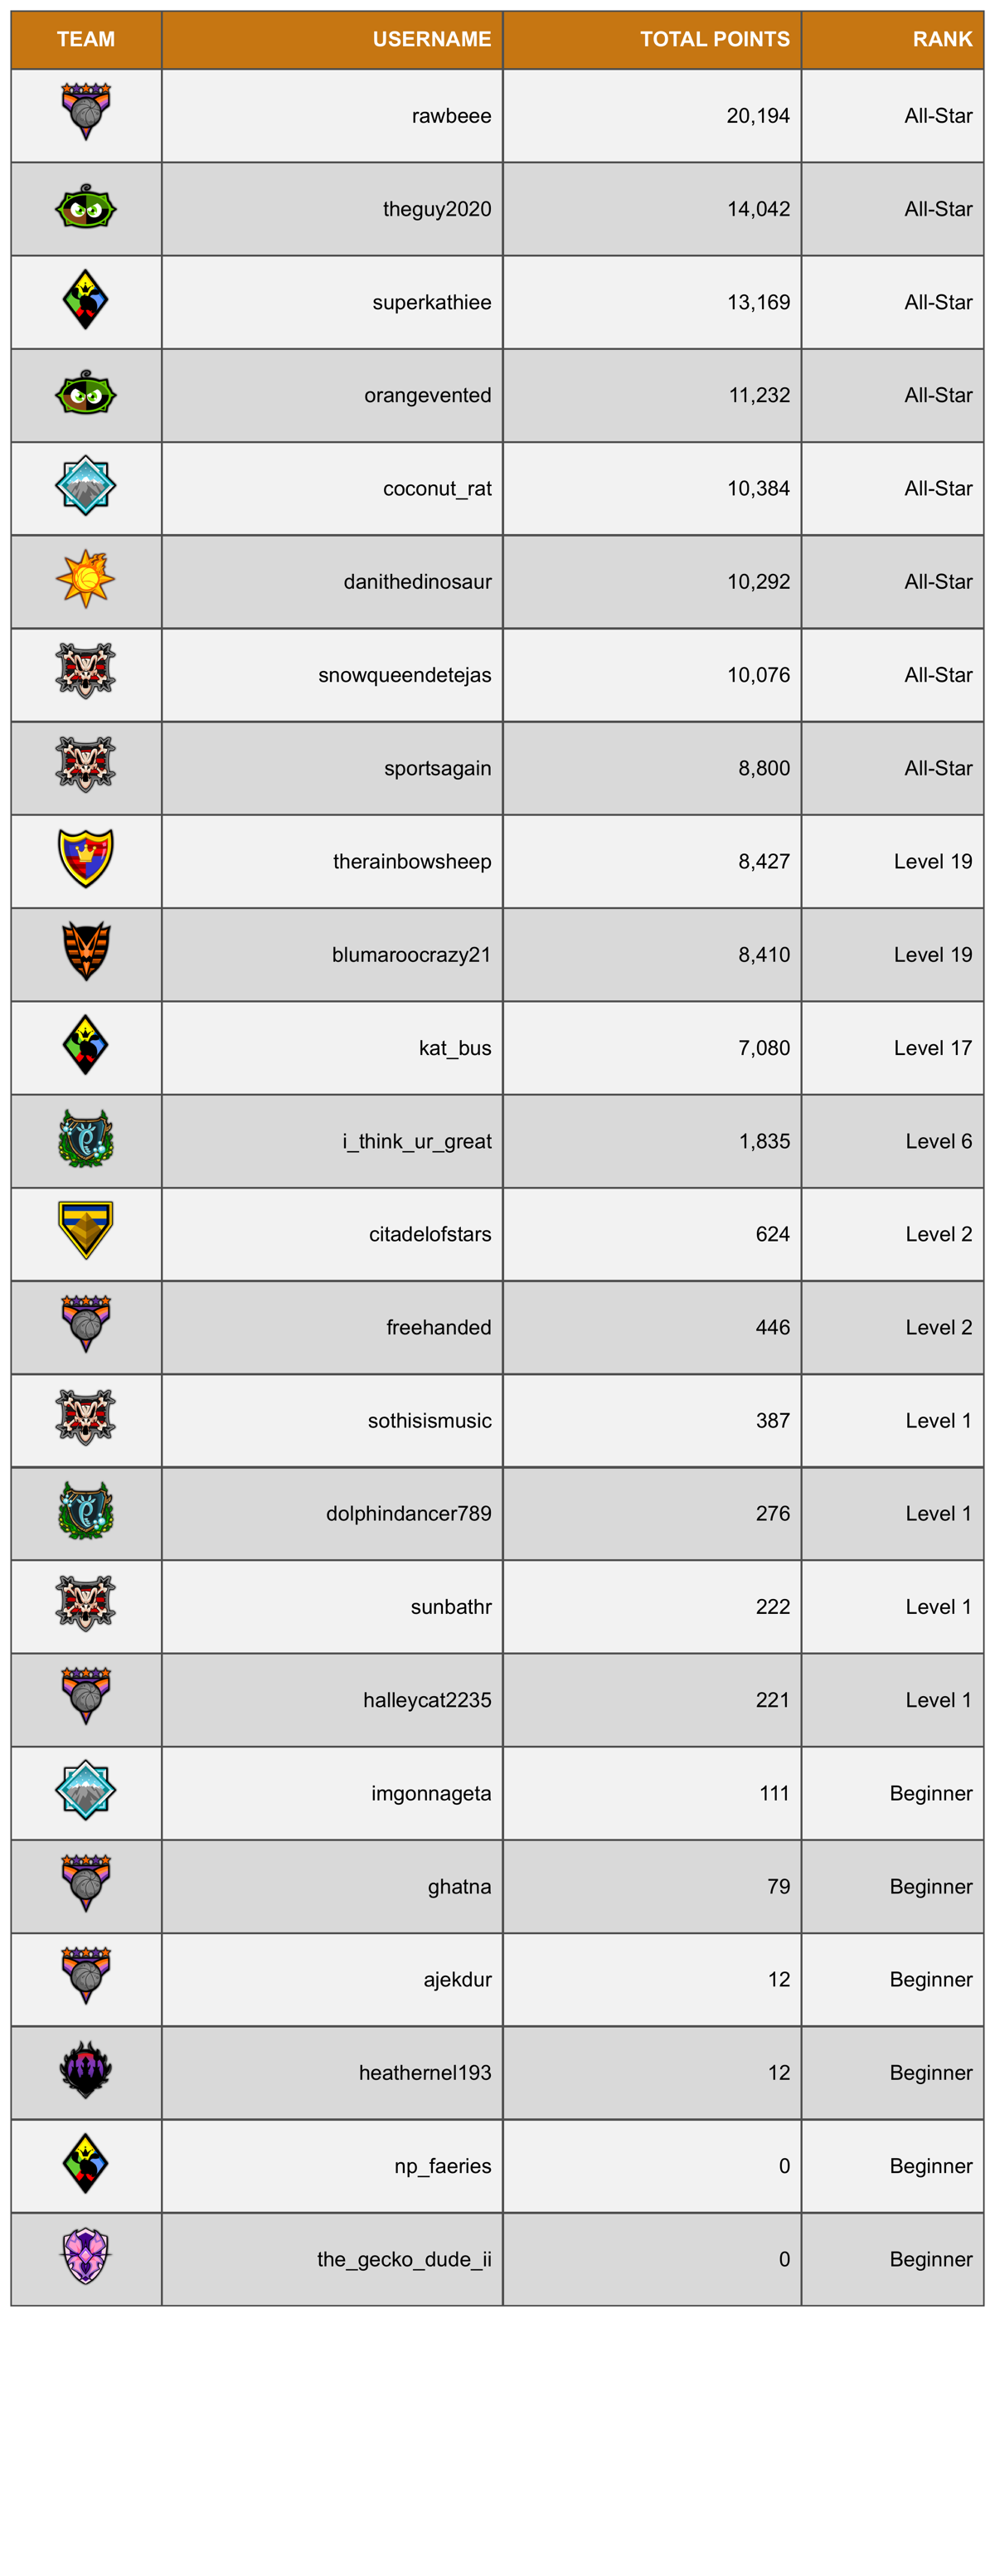 TEAM USERNAME TOTAL POINTS RANK
rawbeee 20,194 All-Star
theguy2020 14,042 All-Star
superkathiee 13,169 All-Star
orangevented 11,232 All-Star
coconut_rat 10,384 All-Star
danithedinosaur 10,292 All-Star
snowqueendetejas 10,076 All-Star
sportsagain 8,800 All-Star
therainbowsheep 8,427 Level 19
blumaroocrazy21 8,410 Level 19
kat_bus 7,080 Level 17
i_think_ur_great 1,835 Level 6
citadelofstars 624 Level 2
freehanded 446 Level 2
sothisismusic 387 Level 1
dolphindancer789 276 Level 1
sunbathr 222 Level 1
halleycat2235 221 Level 1
imgonnageta 111 Beginner
ghatna 79 Beginner
ajekdur 12 Beginner
heathernel193 12 Beginner
np_faeries 0 Beginner
the_gecko_dude_ii 0 Beginner